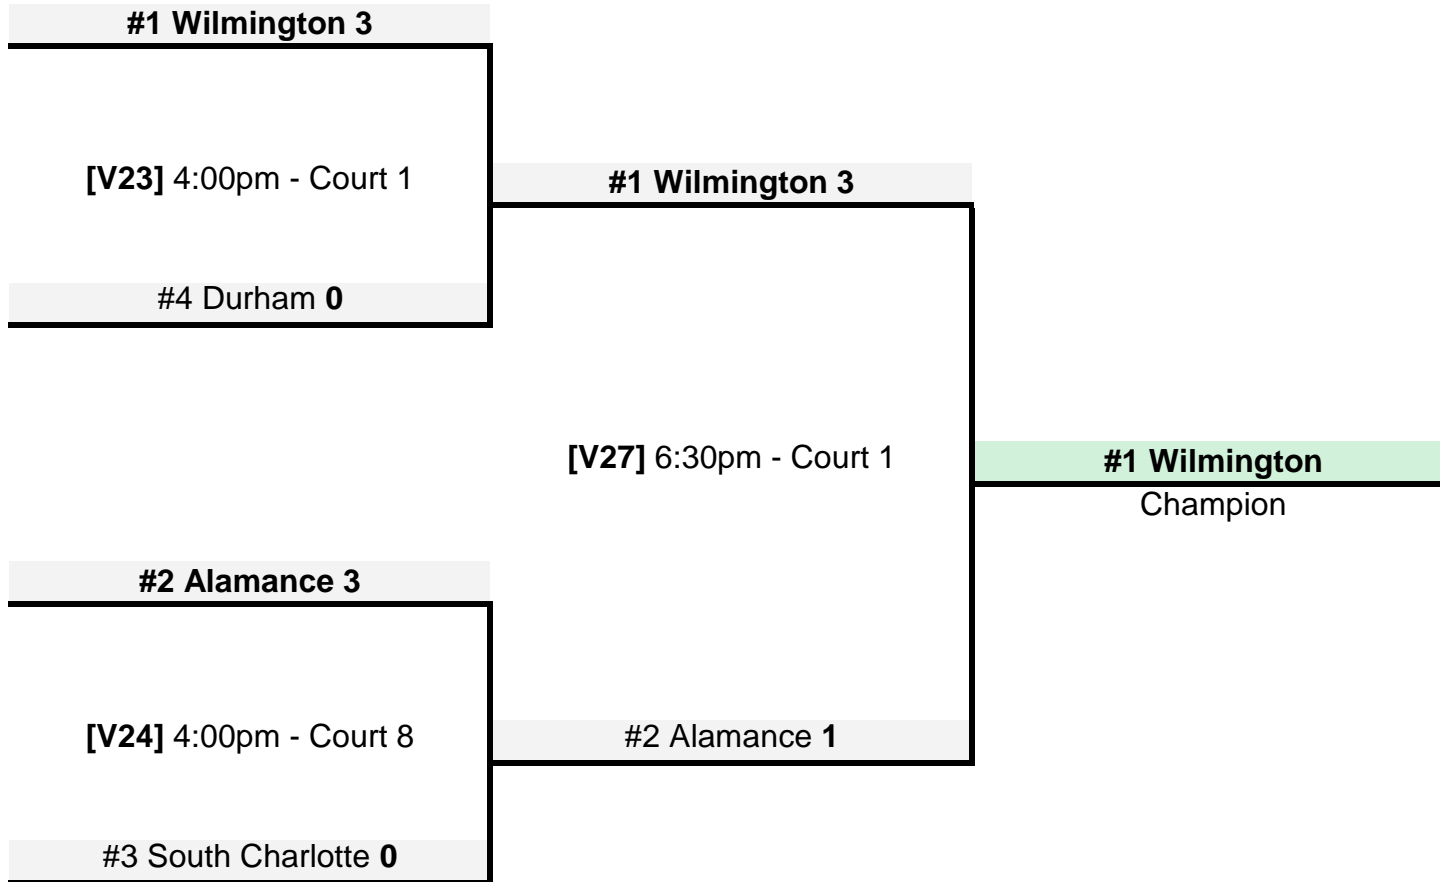 #1 Wilmington 3
[V23] 4:00pm - Court 1
#1 Wilmington 3
#4 Durham 0
[V27] 6:30pm - Court 1
#1 Wilmington
Champion
#2 Alamance 3
[V24] 4:00pm - Court 8
#2 Alamance 1
#3 South Charlotte 0